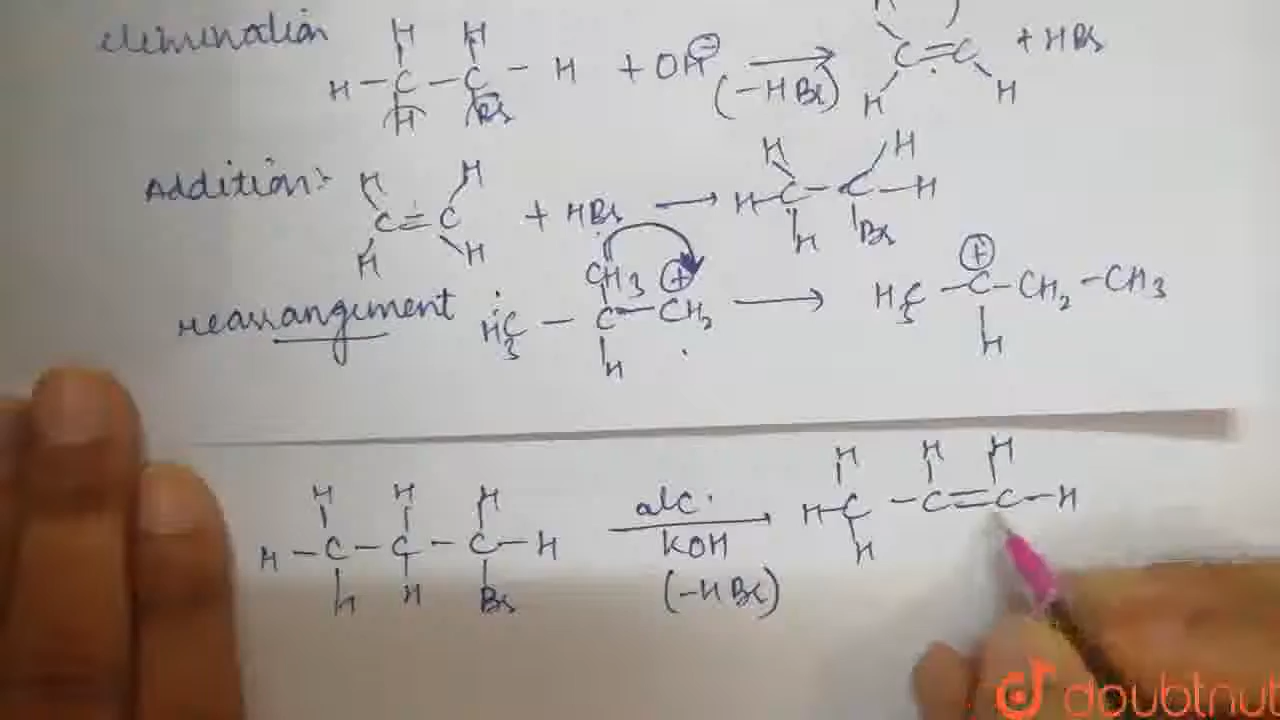 elimination
H H
H - C - C - H + OH⊖ ⟶ C = C + HBr
H Br (-HBr) H H
Addition:-
H H H H
C = C + HBr ⟶ H - C - C - H
H H H Br
rearrangement :
CH3 ⊕ ⊕
H3C - C - CH2 ⟶ H3C - C - CH2 - CH3
H H
H H H alc. H H H
H - C - C - C - H ⟶ H - C - C = C - H
H H Br KOH H
(-HBr)
doubtnut